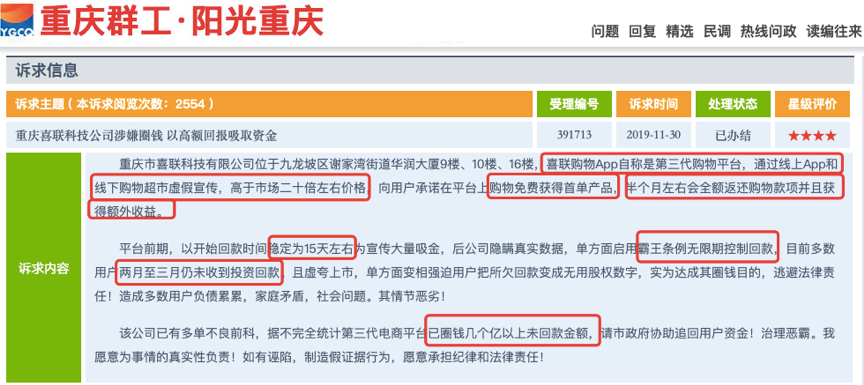 YGCQ 重庆群工·阳光重庆
问题 回复 精选 民调 热线问政 读编往来
诉求信息
诉求主题(本诉求阅览次数:2554) 受理编号 诉求时间 处理状态 星级评价
重庆喜联科技公司涉嫌圈钱 以高额回报吸取资金 391713 2019-11-30 已办结 ★★★★
诉求内容
重庆市喜联科技有限公司位于九龙坡区谢家湾街道华润大厦9楼、10楼、16楼,喜联购物App自称是第三代购物平台,通过线上App和
线下购物超市虚假宣传,高于市场二十倍左右价格,向用户承诺在平台上购物免费获得首单产品,半个月左右会全额返还购物款项并且获
得额外收益。
平台前期,以开始回款时间稳定为15天左右为宣传大量吸金,后公司隐瞒真实数据,单方面启用霸王条例无限期控制回款,目前多数
用户两月至三月仍未收到投资回款。且虚夸上市,单方面变相强迫用户把所欠回款变成无用股权数字,实为达成其圈钱目的,逃避法律责
任!造成多数用户负债累累,家庭矛盾,社会问题。其情节恶劣!
该公司已有多单不良前科,据不完全统计第三代电商平台已圈钱几个亿以上未回款金额,请市政府协助追回用户资金!治理恶霸。我
愿意为事情的真实性负责!如有诬陷,制造假证据行为,愿意承担纪律和法律责任!